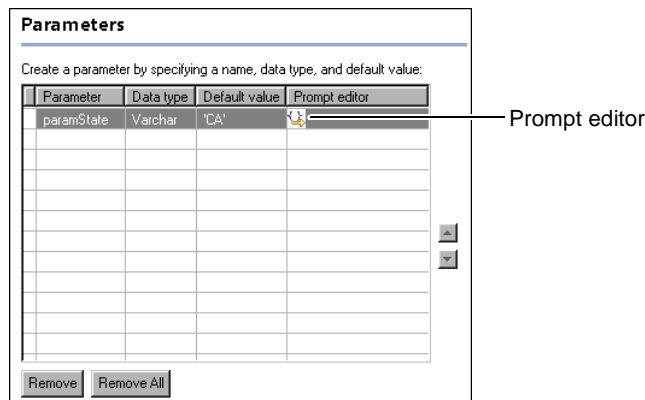 Parameters
Create a parameter by specifying a name, data type, and default value:
Parameter Data type Default value Prompt editor
paramState Varchar 'CA'
Prompt editor
Remove Remove All